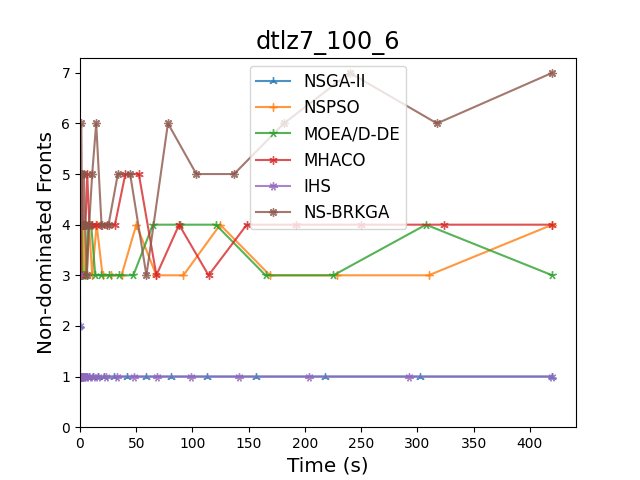 dtlz7_100_6
NSGA-II
NSPSO
MOEA/D-DE
MHACO
IHS
NS-BRKGA
Non-dominated Fronts
7
6
5
4
3
2
1
0
0 50 100 150 200 250 300 350 400
Time (s)